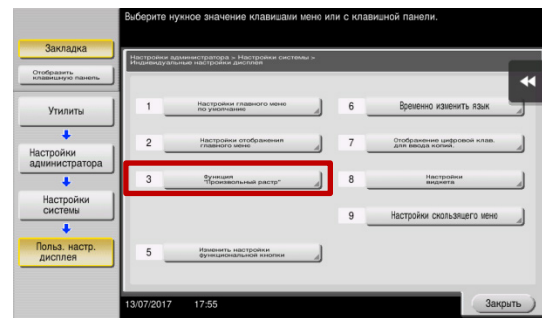 Выберите нужное значение клавишами меню или с клавишной панели.
Закладка
Отобразить
клавишную панель
Утилиты
Настройки
администратора
Настройки
системы
Польз. настр.
дисплея
Настройки администратора > Настройки системы >
Индивидуальные настройки дисплея
1 Настройки главного меню
по умолчанию
2 Настройки отображения
главного меню
3 Функция
"Произвольный растр"
5 Изменить настройки
функциональной кнопки
6 Временно изменить язык
7 Отображение цифровой клав.
для ввода копий.
8 Настройки
виджета
9 Настройки скользящего меню
13/07/2017 17:55
Закрыть